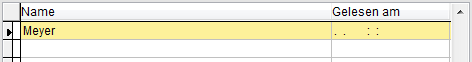 Name Gelesen am
Meyer . . : :